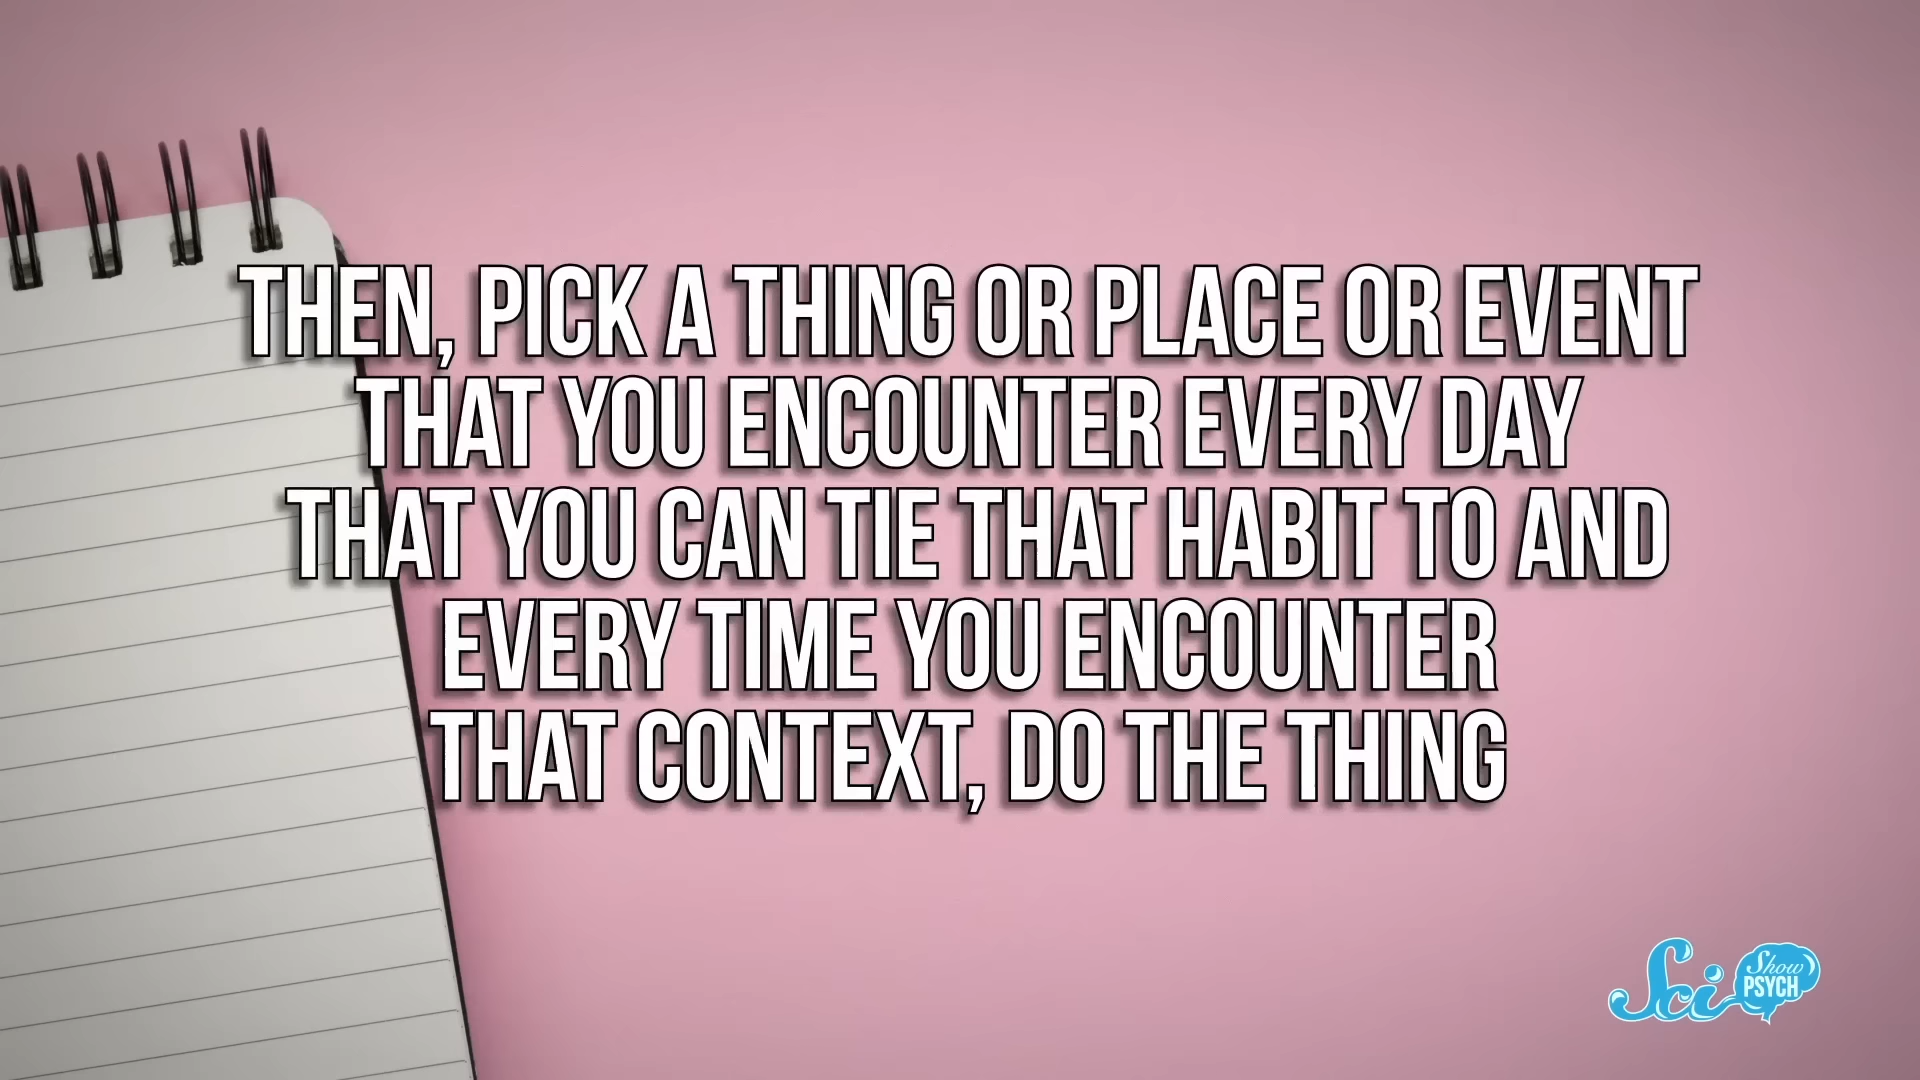 THEN, PICK A THING OR PLACE OR EVENT
THAT YOU ENCOUNTER EVERY DAY
THAT YOU CAN TIE THAT HABIT TO AND
EVERY TIME YOU ENCOUNTER
THAT CONTEXT, DO THE THING
Sci Show
PSYCH